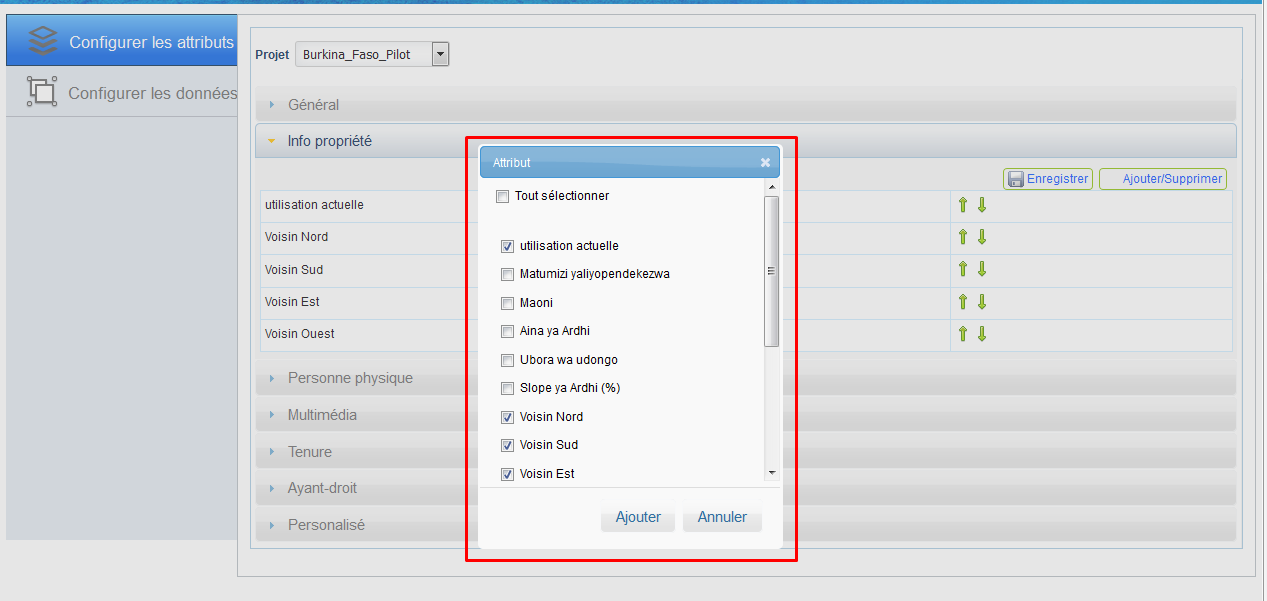 Configurer les attributs
Configurer les données
Projet Burkina_Faso_Pilot
Général
Info propriété
Enregistrer Ajouter/Supprimer
utilisation actuelle
Voisin Nord
Voisin Sud
Voisin Est
Voisin Ouest
Personne physique
Multimédia
Tenure
Ayant-droit
Personalisé
Attribut
Tout sélectionner
utilisation actuelle
Matumizi yaliyopendekezwa
Maoni
Aina ya Ardhi
Ubora wa udongo
Slope ya Ardhi (%)
Voisin Nord
Voisin Sud
Voisin Est
Ajouter Annuler